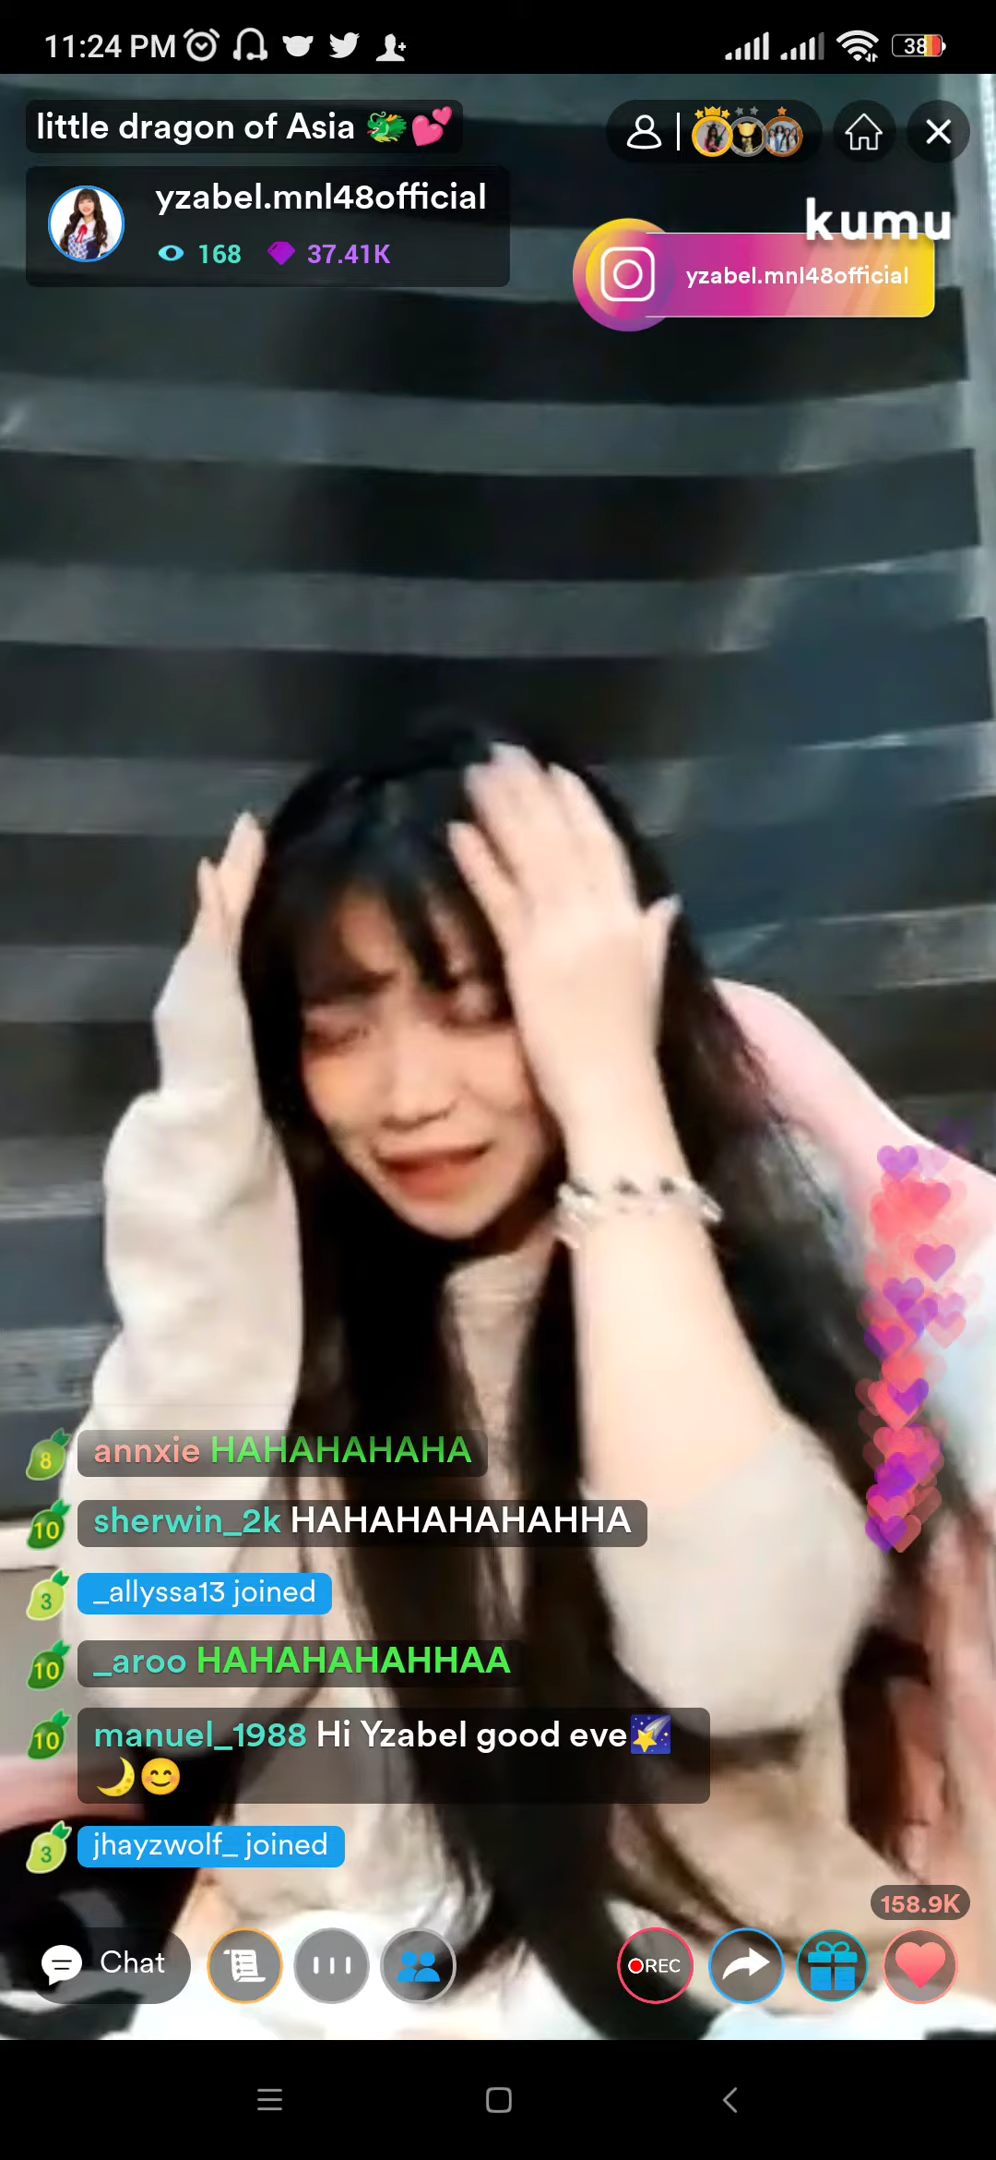 11:24 PM
38
little dragon of Asia 🐉💕
yzabel.mnl48official
168 37.41K
kumu
yzabel.mnl48official
8 annxie HAHAHAHAHA
10 sherwin_2k HAHAHAHAHAHHA
3 _allyssa13 joined
10 _aroo HAHAHAHAHHAA
10 manuel_1988 Hi Yzabel good eve🌠
🌙😊
3 jhayzwolf_ joined
158.9K
Chat
REC